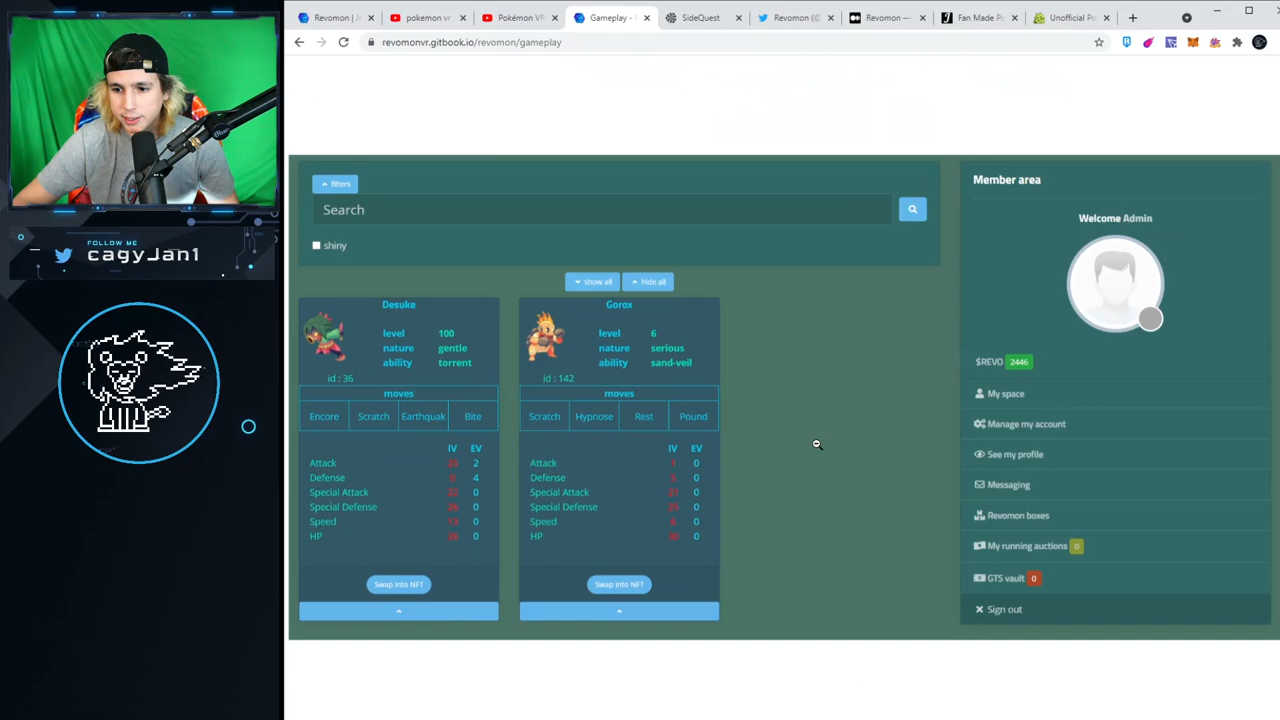 Revomon | J
pokemon vr
Pokémon VR
Gameplay -
SideQuest
Revomon (@
Revomon —
Fan Made Po
Unofficial Po
revomonvr.gitbook.io/revomon/gameplay
FOLLOW ME
cagyJan1
blue
filters
Search
shiny
show all
hide all
Desuke
level 100
nature gentle
ability torrent
id : 36
moves
Encore Scratch Earthquak Bite
IV EV
Attack 2
Defense 4
Special Attack 0
Special Defense 0
Speed 0
HP 0
Swap into NFT
Gorox
level 6
nature serious
ability sand-veil
id : 142
moves
Scratch Hypnose Rest Pound
IV EV
Attack 0
Defense 0
Special Attack 0
Special Defense 0
Speed 0
HP 0
Swap into NFT
Member area
Welcome Admin
$REVO 2446
My space
Manage my account
See my profile
Messaging
Revomon boxes
My running auctions 0
GTS vault 0
Sign out